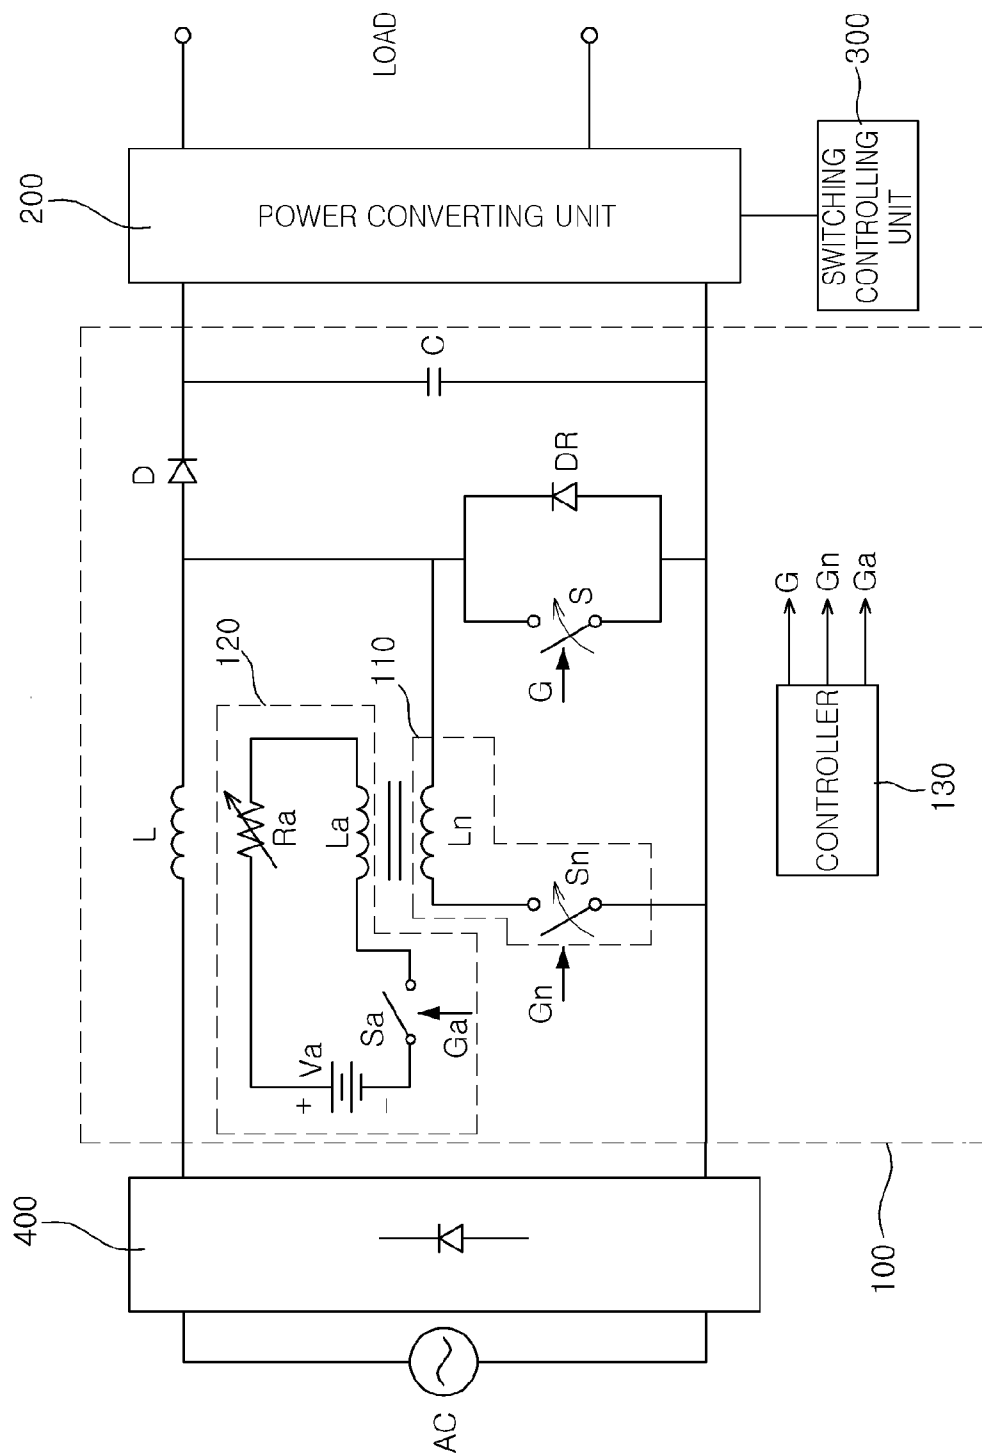 AC
400
100
+
Va
−
Sa
Ga
Ra
La
120
110
Ln
Sn
Gn
L
D
C
S
G
DR
CONTROLLER
130
G
Gn
Ga
200
POWER CONVERTING UNIT
SWITCHING
CONTROLLING
UNIT
300
LOAD